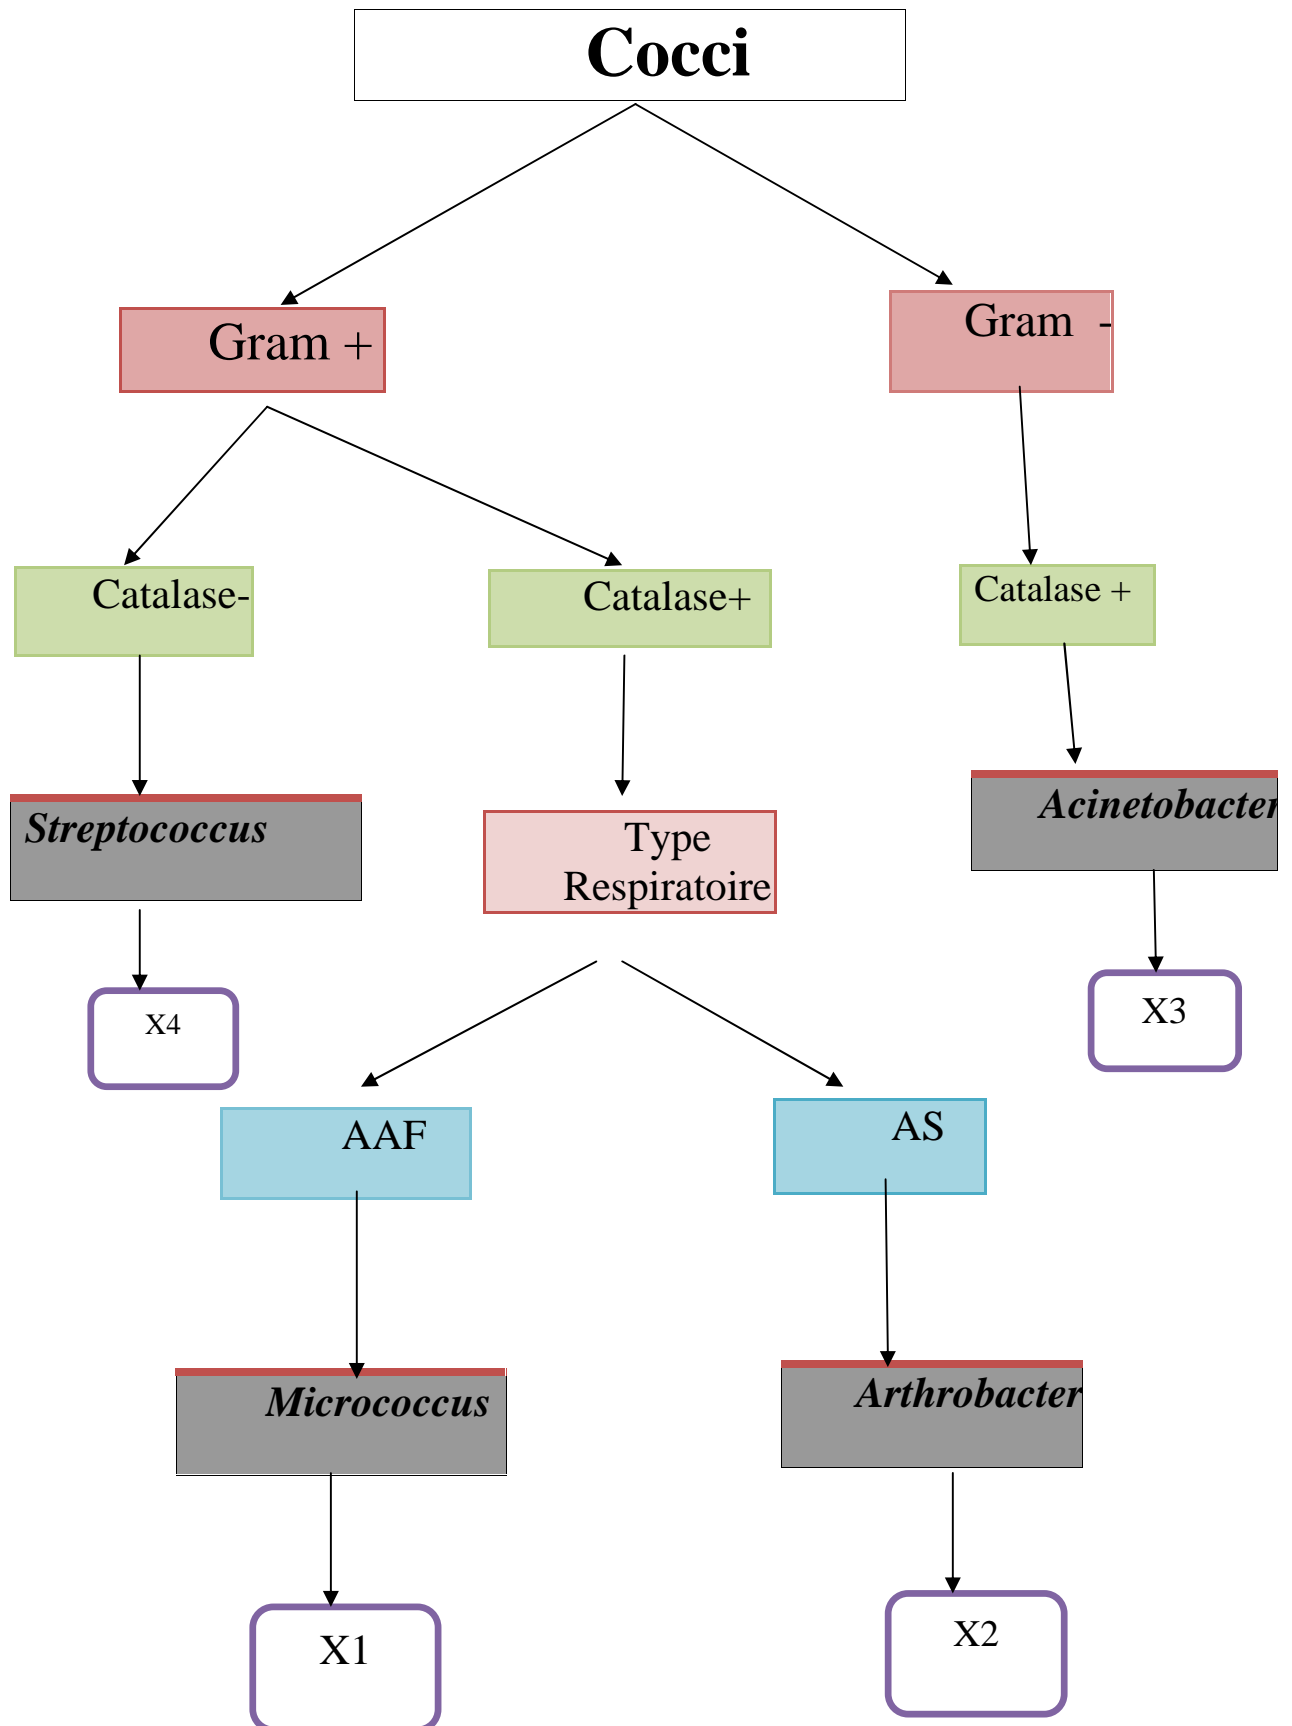 Cocci
Gram +
Gram -
Catalase-
Catalase+
Catalase +
Streptococcus
Type
Respiratoire
Acinetobacter
X4
X3
AAF
AS
Micrococcus
Arthrobacter
X1
X2